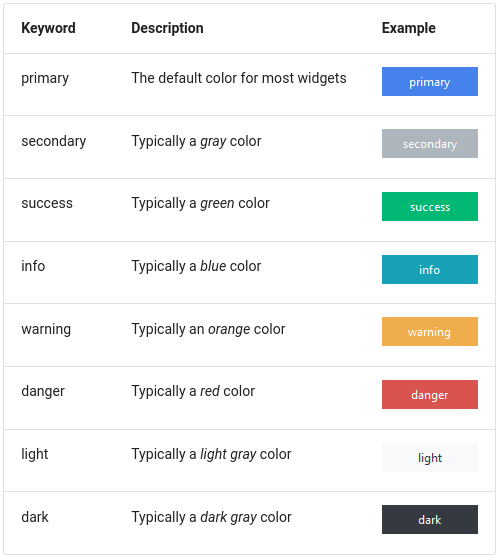 Keyword Description Example
primary The default color for most widgets primary
secondary Typically a gray color secondary
success Typically a green color success
info Typically a blue color info
warning Typically an orange color warning
danger Typically a red color danger
light Typically a light gray color light
dark Typically a dark gray color dark